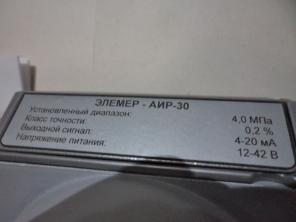 ЭЛЕМЕР - АИР-30
Установленный диапазон: 4,0 МПа
Класс точности: 0,2 %
Выходной сигнал: 4-20 мА
Напряжение питания: 12-42 В